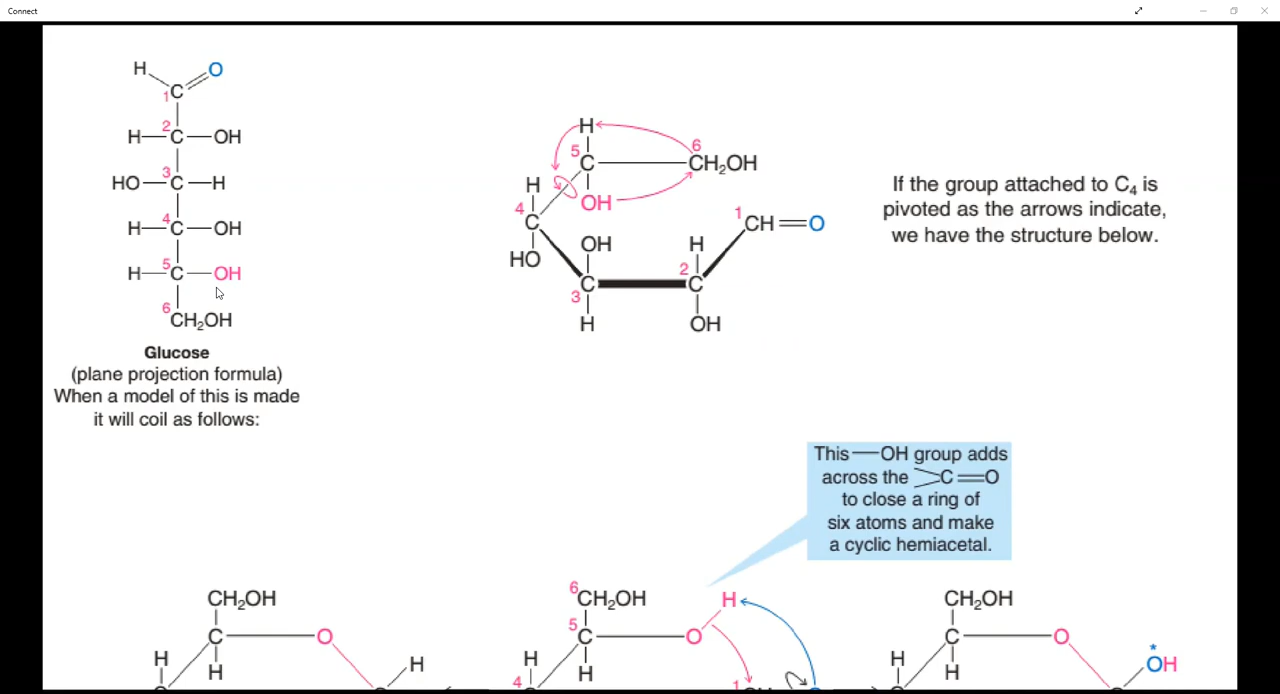 Connect
H O
C
1
2
H—C—OH
3
HO—C—H
4
H—C—OH
5
H—C—OH
6
CH₂OH
Glucose
(plane projection formula)
When a model of this is made
it will coil as follows:
H
5 6
C CH₂OH
H
OH
4 1
C CH=O
OH H
HO
2
C C
3
H OH
If the group attached to C₄ is
pivoted as the arrows indicate,
we have the structure below.
This—OH group adds
across the >C=O
to close a ring of
six atoms and make
a cyclic hemiacetal.
CH₂OH
C O
H H
H
6
CH₂OH H
5
C O
H H
4 1
CH₂OH
C O
*
H H OH